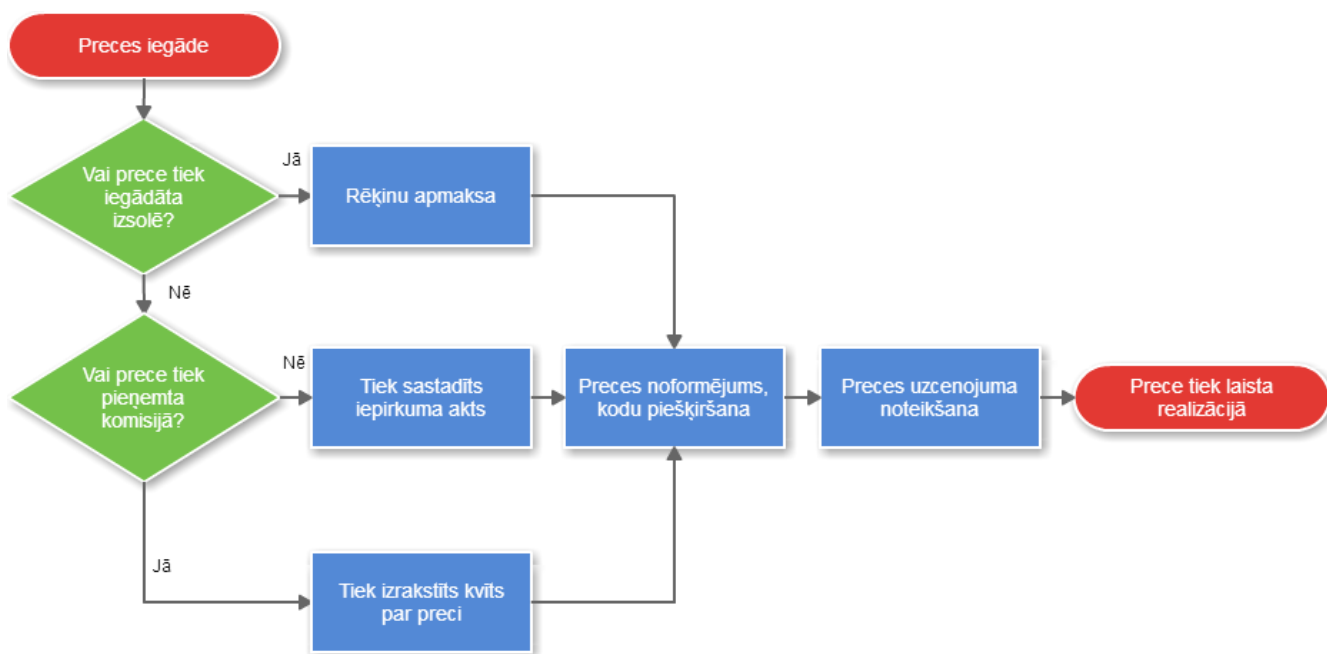 Preces iegāde
Vai prece tiek
iegādāta
izsolē?
Jā
Rēķinu apmaksa
Nē
Vai prece tiek
pieņemta
komisijā?
Nē
Tiek sastadīts
iepirkuma akts
Preces noformējums,
kodu piešķiršana
Preces uzcenojuma
noteikšana
Prece tiek laista
realizācijā
Jā
Tiek izrakstīts kvīts
par preci